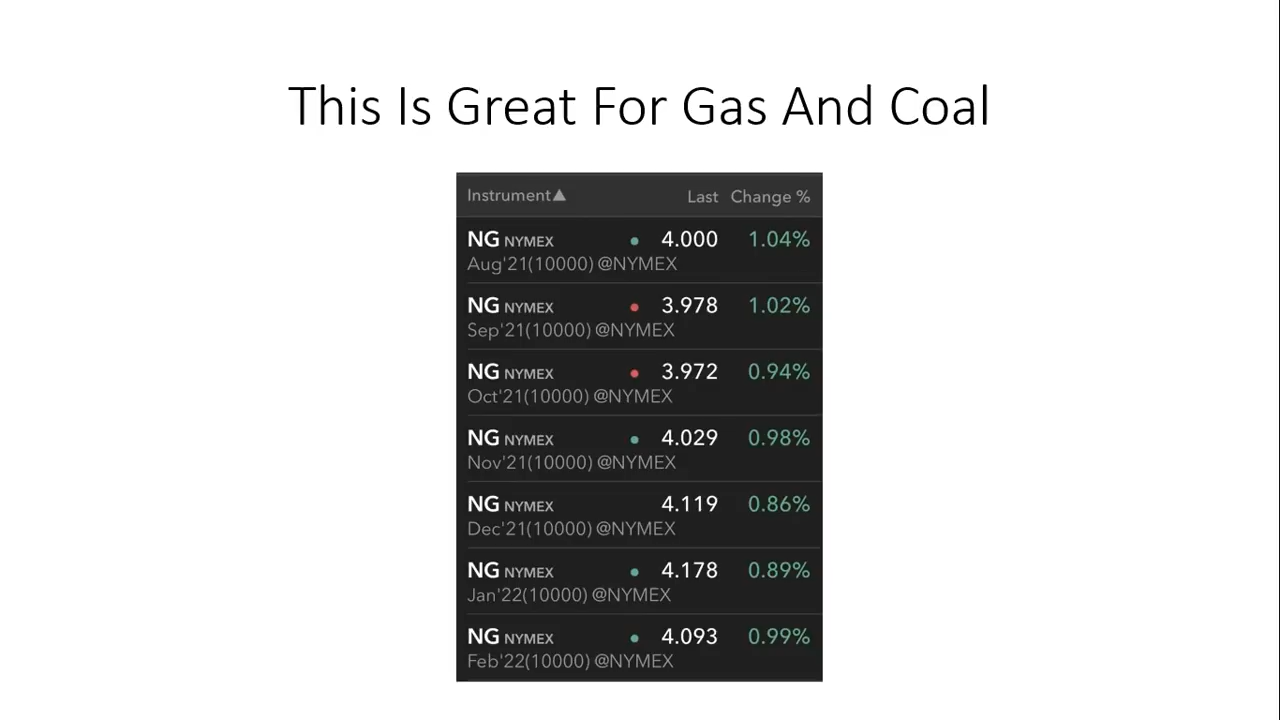 This Is Great For Gas And Coal
Instrument▲ Last Change %
NG NYMEX 4.000 1.04%
Aug'21(10000) @NYMEX
NG NYMEX 3.978 1.02%
Sep'21(10000) @NYMEX
NG NYMEX 3.972 0.94%
Oct'21(10000) @NYMEX
NG NYMEX 4.029 0.98%
Nov'21(10000) @NYMEX
NG NYMEX 4.119 0.86%
Dec'21(10000) @NYMEX
NG NYMEX 4.178 0.89%
Jan'22(10000) @NYMEX
NG NYMEX 4.093 0.99%
Feb'22(10000) @NYMEX